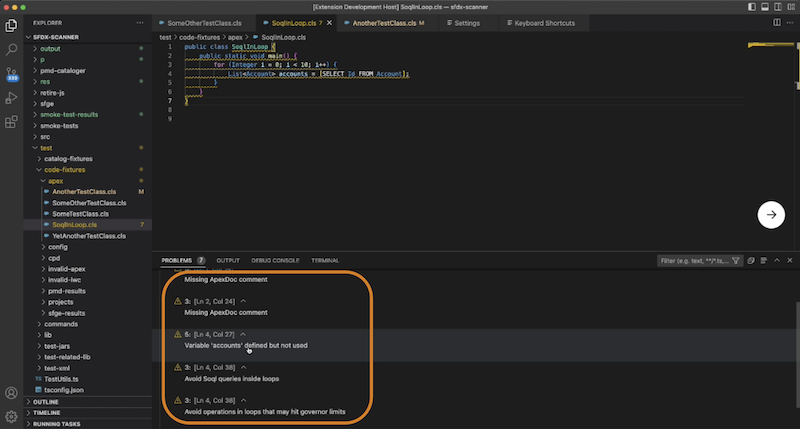 [Extension Development Host] SoqlInLoop.cls — sfdx-scanner
EXPLORER
SFDX-SCANNER
output
p
pmd-cataloger
res
retire-js
sfge
smoke-test-results
smoke-tests
src
test
catalog-fixtures
code-fixtures
apex
AnotherTestClass.cls M
SomeOtherTestClass.cls
SomeTestClass.cls
SoqlInLoop.cls 7
YetAnotherTestClass.cls
config
cpd
invalid-apex
invalid-lwc
pmd-results
projects
sfge-results
commands
lib
test-jars
test-related-lib
test-xml
TS TestUtils.ts
tsconfig.json
OUTLINE
TIMELINE
RUNNING TASKS
SomeOtherTestClass.cls SoqlInLoop.cls 7 AnotherTestClass.cls M Settings Keyboard Shortcuts
test > code-fixtures > apex > SoqlInLoop.cls
1 public class SoqlInLoop {
2 public static void main() {
3 for (Integer i = 0; i < 10; i++) {
4 List<Account> accounts = [SELECT Id FROM Account];
5 }
6 }
7 }
8
9
PROBLEMS 7 OUTPUT DEBUG CONSOLE TERMINAL Filter (e.g. text, **/*.ts,
Missing ApexDoc comment
3: [Ln 2, Col 24]
Missing ApexDoc comment
5: [Ln 4, Col 27]
Variable 'accounts' defined but not used
3: [Ln 4, Col 38]
Avoid Soql queries inside loops
3: [Ln 4, Col 38]
Avoid operations in loops that may hit governor limits